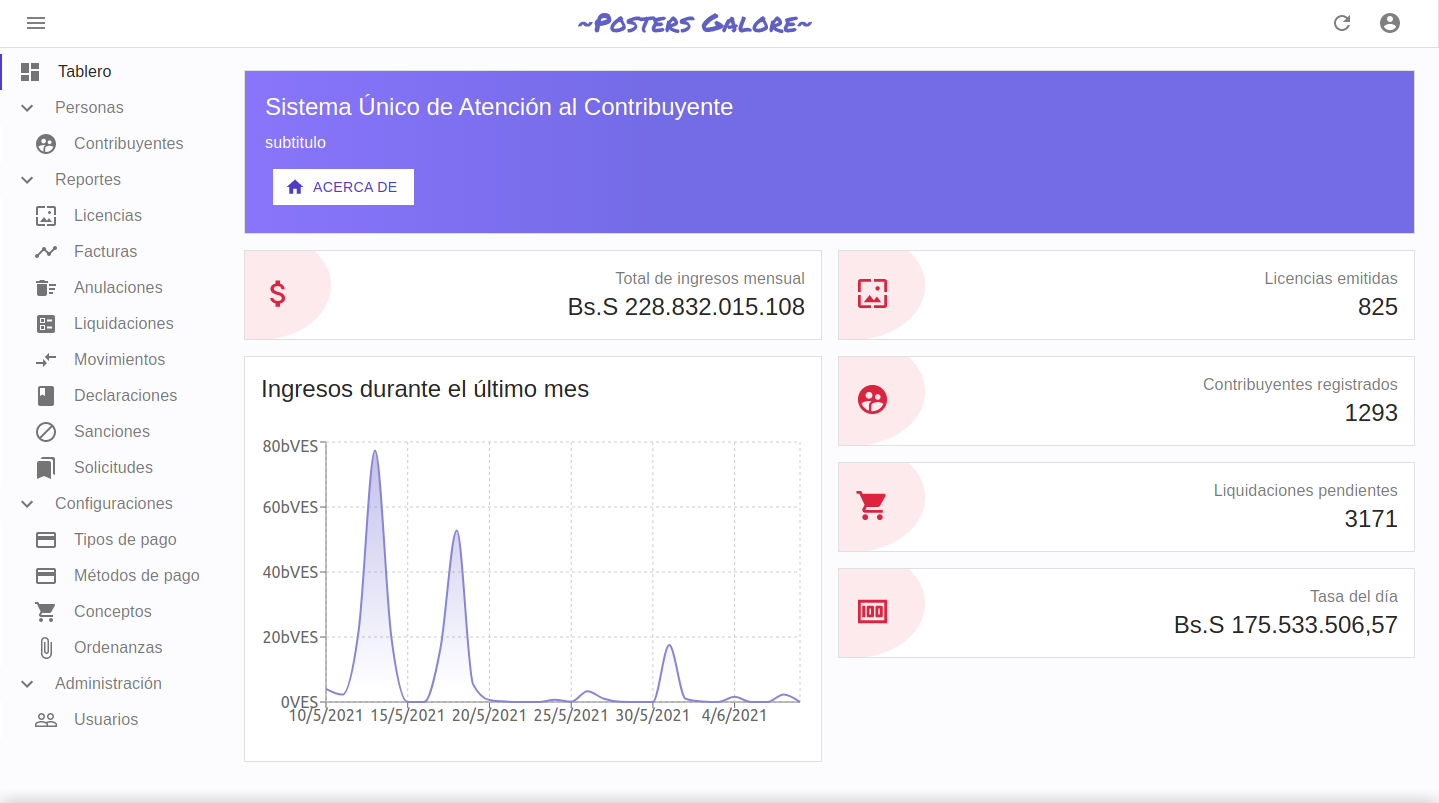 ~Posters Galore~
Tablero
Personas
Contribuyentes
Reportes
Licencias
Facturas
Anulaciones
Liquidaciones
Movimientos
Declaraciones
Sanciones
Solicitudes
Configuraciones
Tipos de pago
Métodos de pago
Conceptos
Ordenanzas
Administración
Usuarios
Sistema Único de Atención al Contribuyente
subtitulo
ACERCA DE
Total de ingresos mensual
Bs.S 228.832.015.108
Licencias emitidas
825
Ingresos durante el último mes
80bVES
60bVES
40bVES
20bVES
0VES
10/5/2021 15/5/2021 20/5/2021 25/5/2021 30/5/2021 4/6/2021
Contribuyentes registrados
1293
Liquidaciones pendientes
3171
Tasa del día
Bs.S 175.533.506,57
100